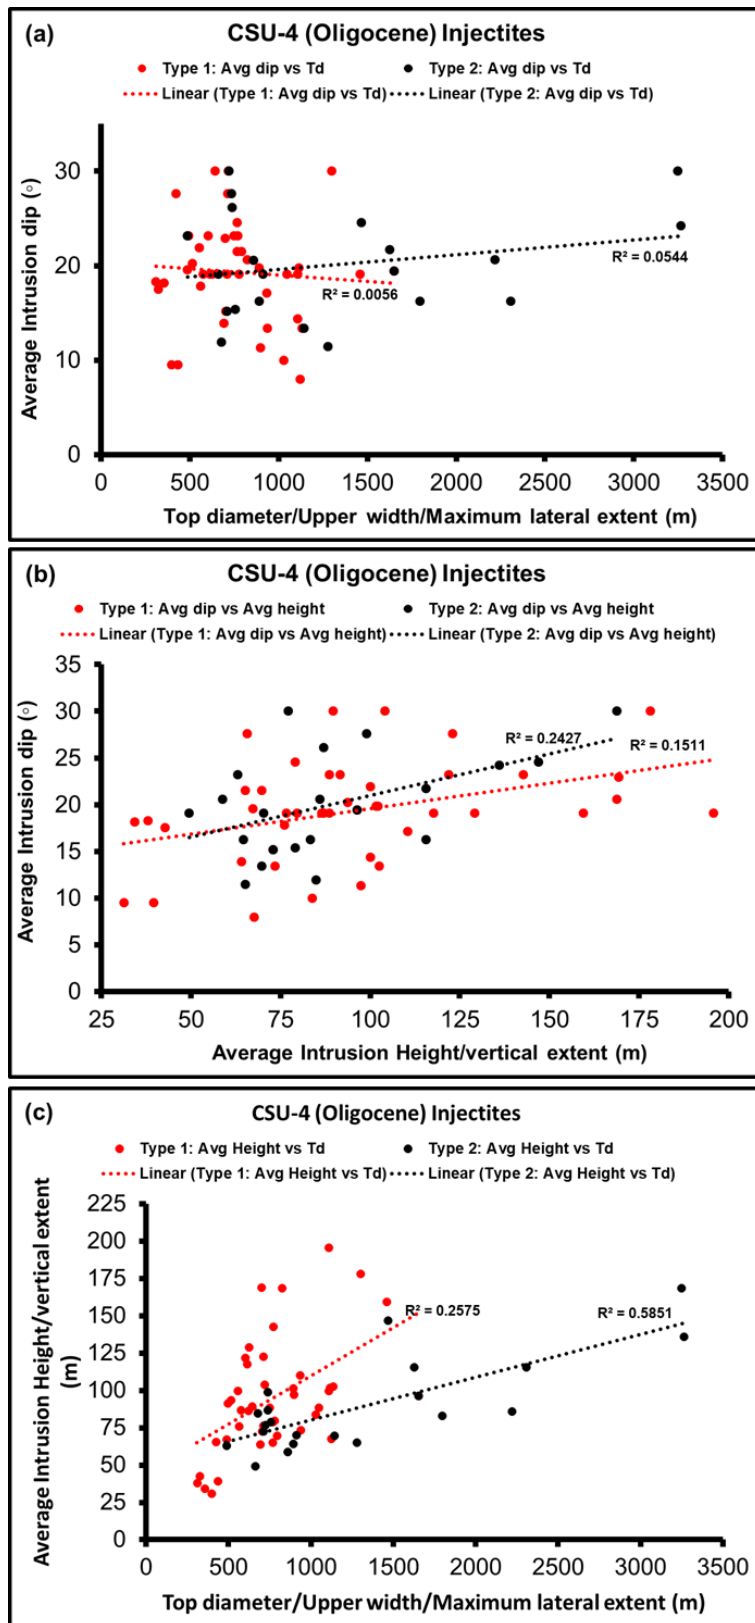 (a)
CSU-4 (Oligocene) Injectites
Type 1: Avg dip vs Td
Type 2: Avg dip vs Td
Linear (Type 1: Avg dip vs Td)
Linear (Type 2: Avg dip vs Td)
Average Intrusion dip (○)
30
20
10
0
R² = 0.0544
R² = 0.0056
0 500 1000 1500 2000 2500 3000 3500
Top diameter/Upper width/Maximum lateral extent (m)
(b)
CSU-4 (Oligocene) Injectites
Type 1: Avg dip vs Avg height
Type 2: Avg dip vs Avg height
Linear (Type 1: Avg dip vs Avg height)
Linear (Type 2: Avg dip vs Avg height)
Average Intrusion dip (○)
35
30
25
20
15
10
5
0
R² = 0.2427
R² = 0.1511
25 50 75 100 125 150 175 200
Average Intrusion Height/vertical extent (m)
(c)
CSU-4 (Oligocene) Injectites
Type 1: Avg Height vs Td
Type 2: Avg Height vs Td
Linear (Type 1: Avg Height vs Td)
Linear (Type 2: Avg Height vs Td)
Average Intrusion Height/vertical extent
(m)
225
200
175
150
125
100
75
50
25
0
R² = 0.2575
R² = 0.5851
0 500 1000 1500 2000 2500 3000 3500
Top diameter/Upper width/Maximum lateral extent (m)